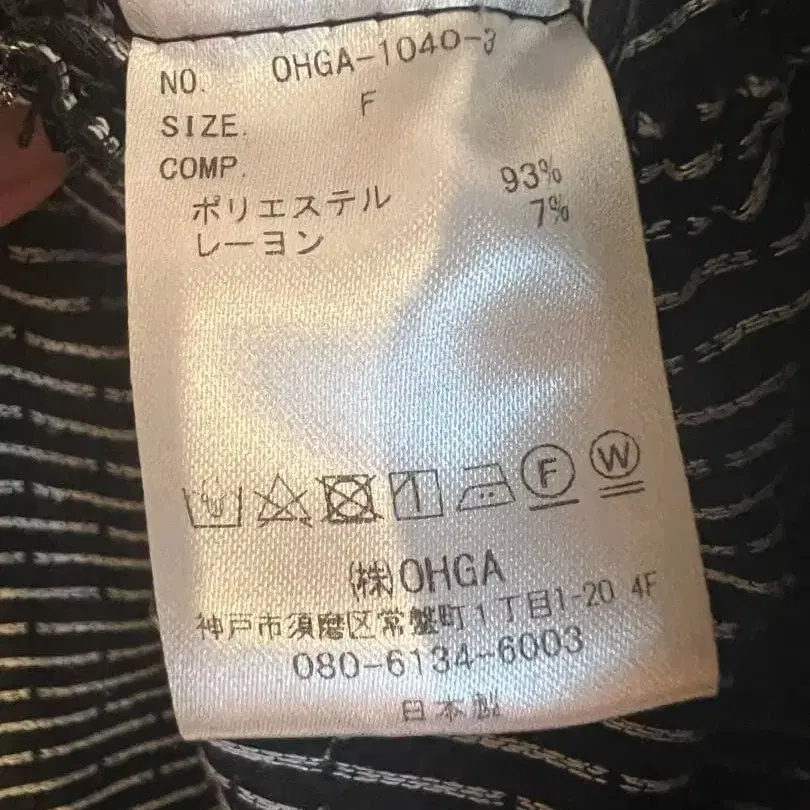 NO. OHGA-1040-3
SIZE. F
COMP.
ポリエステル 93%
レーヨン 7%
F W
(株)OHGA
神戸市須磨区常盤町1丁目1-20 4F
080-6134-6003
日本製